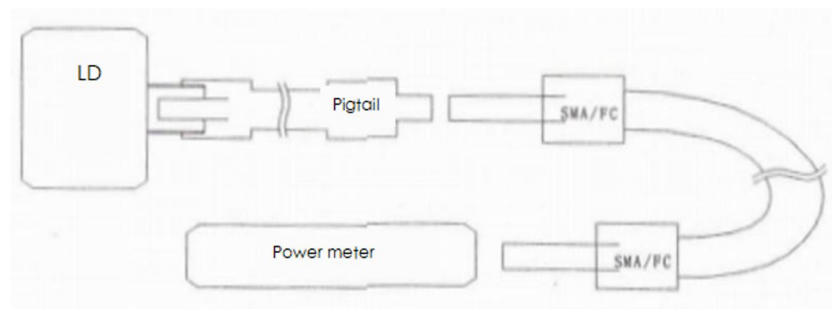 LD
Pigtail
SMA/FC
Power meter
SMA/FC